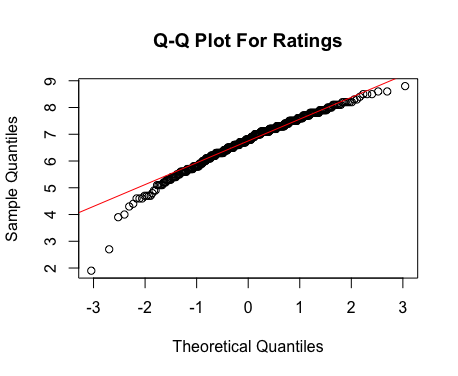 Q-Q Plot For Ratings
Sample Quantiles
9
8
7
6
5
4
3
2
-3 -2 -1 0 1 2 3
Theoretical Quantiles